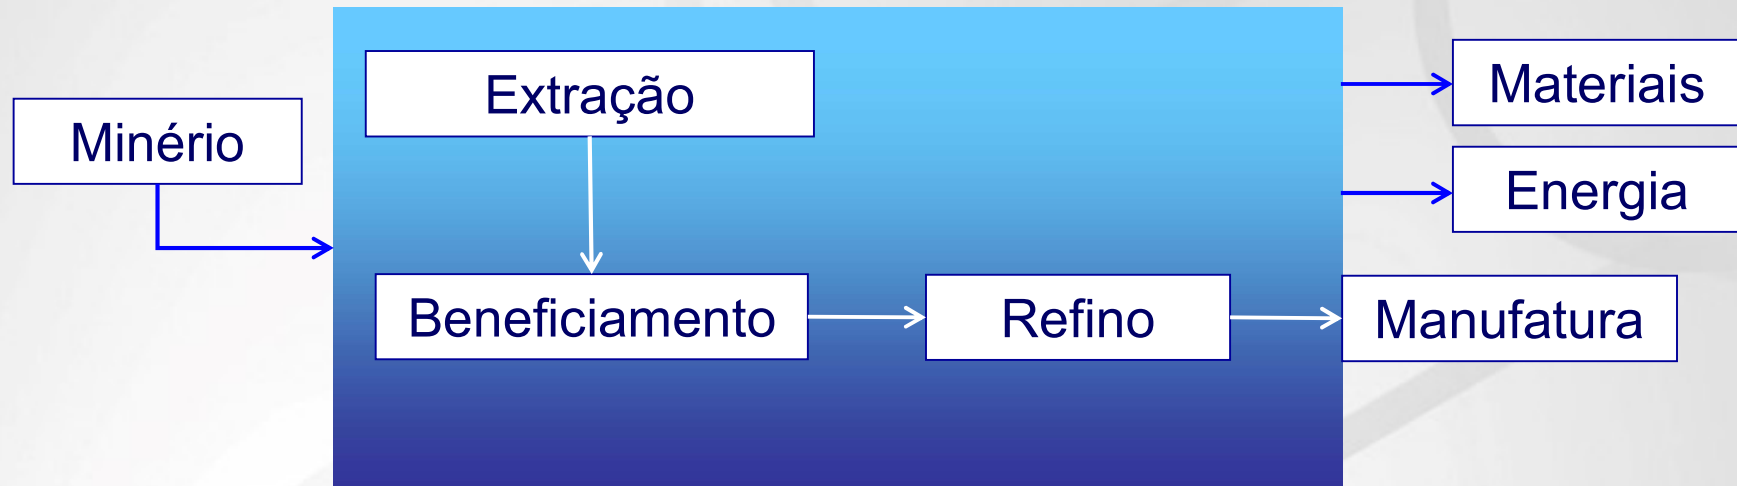 Minério
Extração
Beneficiamento
Refino
Manufatura
Materiais
Energia